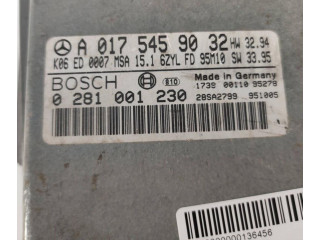 A 017 545 90 32 HW 32.94
K06 ED 0007 MSA 15.1 6ZYL FD 95M10 SW 33.95
BOSCH Made in Germany
1739 00110 95279
0 281 001 230 28SA2799 951005
0000000136456